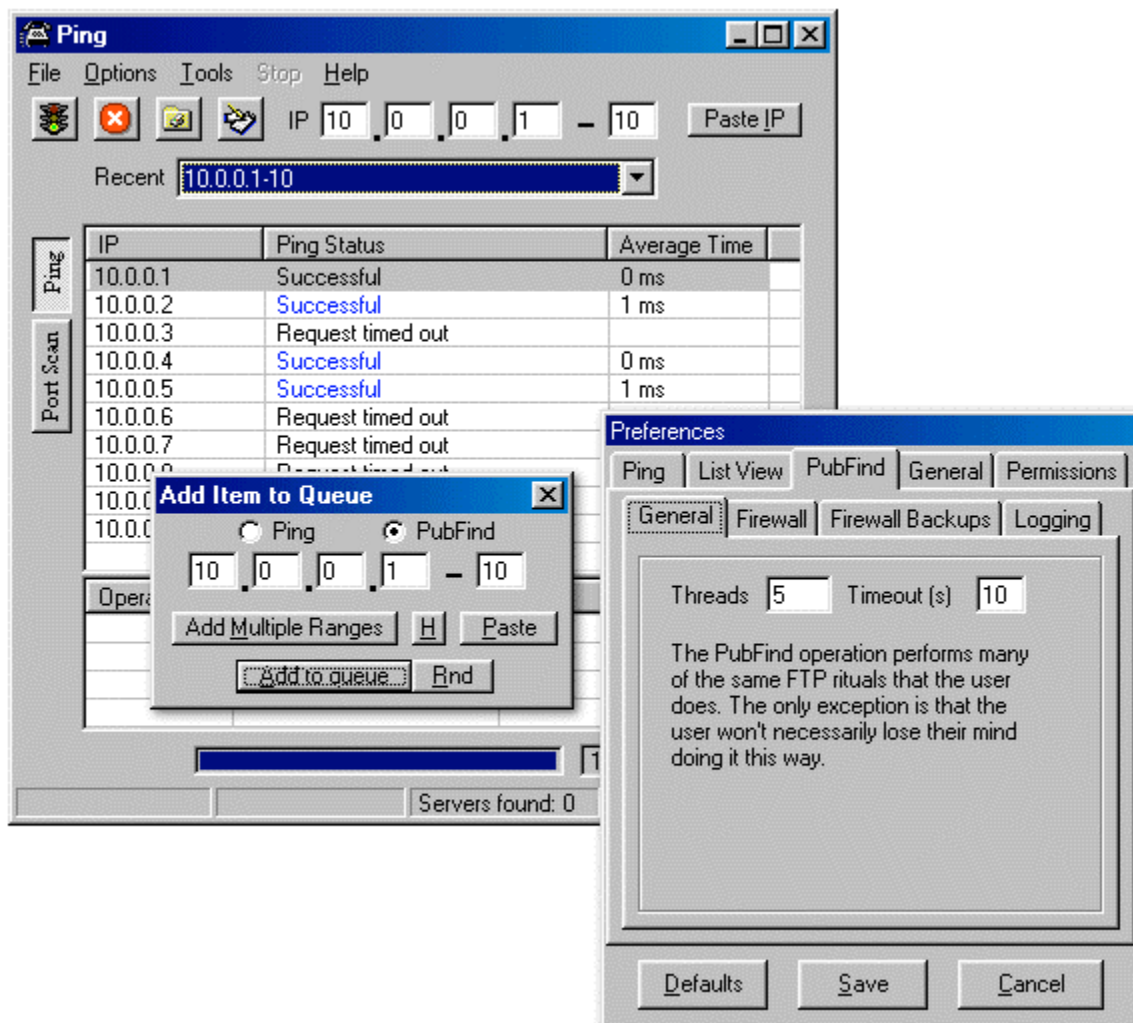 Ping
File Options Tools Stop Help
IP 10 . 0 . 0 . 1 - 10 Paste IP
Recent 10.0.0.1-10
Ping
Port Scan
IP Ping Status Average Time
10.0.0.1 Successful 0 ms
10.0.0.2 Successful 1 ms
10.0.0.3 Request timed out
10.0.0.4 Successful 0 ms
10.0.0.5 Successful 1 ms
10.0.0.6 Request timed out
10.0.0.7 Request timed out
Servers found: 0
Add Item to Queue
Ping PubFind
10 . 0 . 0 . 1 - 10
Add Multiple Ranges H Paste
Add to queue Rnd
Preferences
Ping List View PubFind General Permissions
General Firewall Firewall Backups Logging
Threads 5 Timeout (s) 10
The PubFind operation performs many
of the same FTP rituals that the user
does. The only exception is that the
user won't necessarily lose their mind
doing it this way.
Defaults Save Cancel